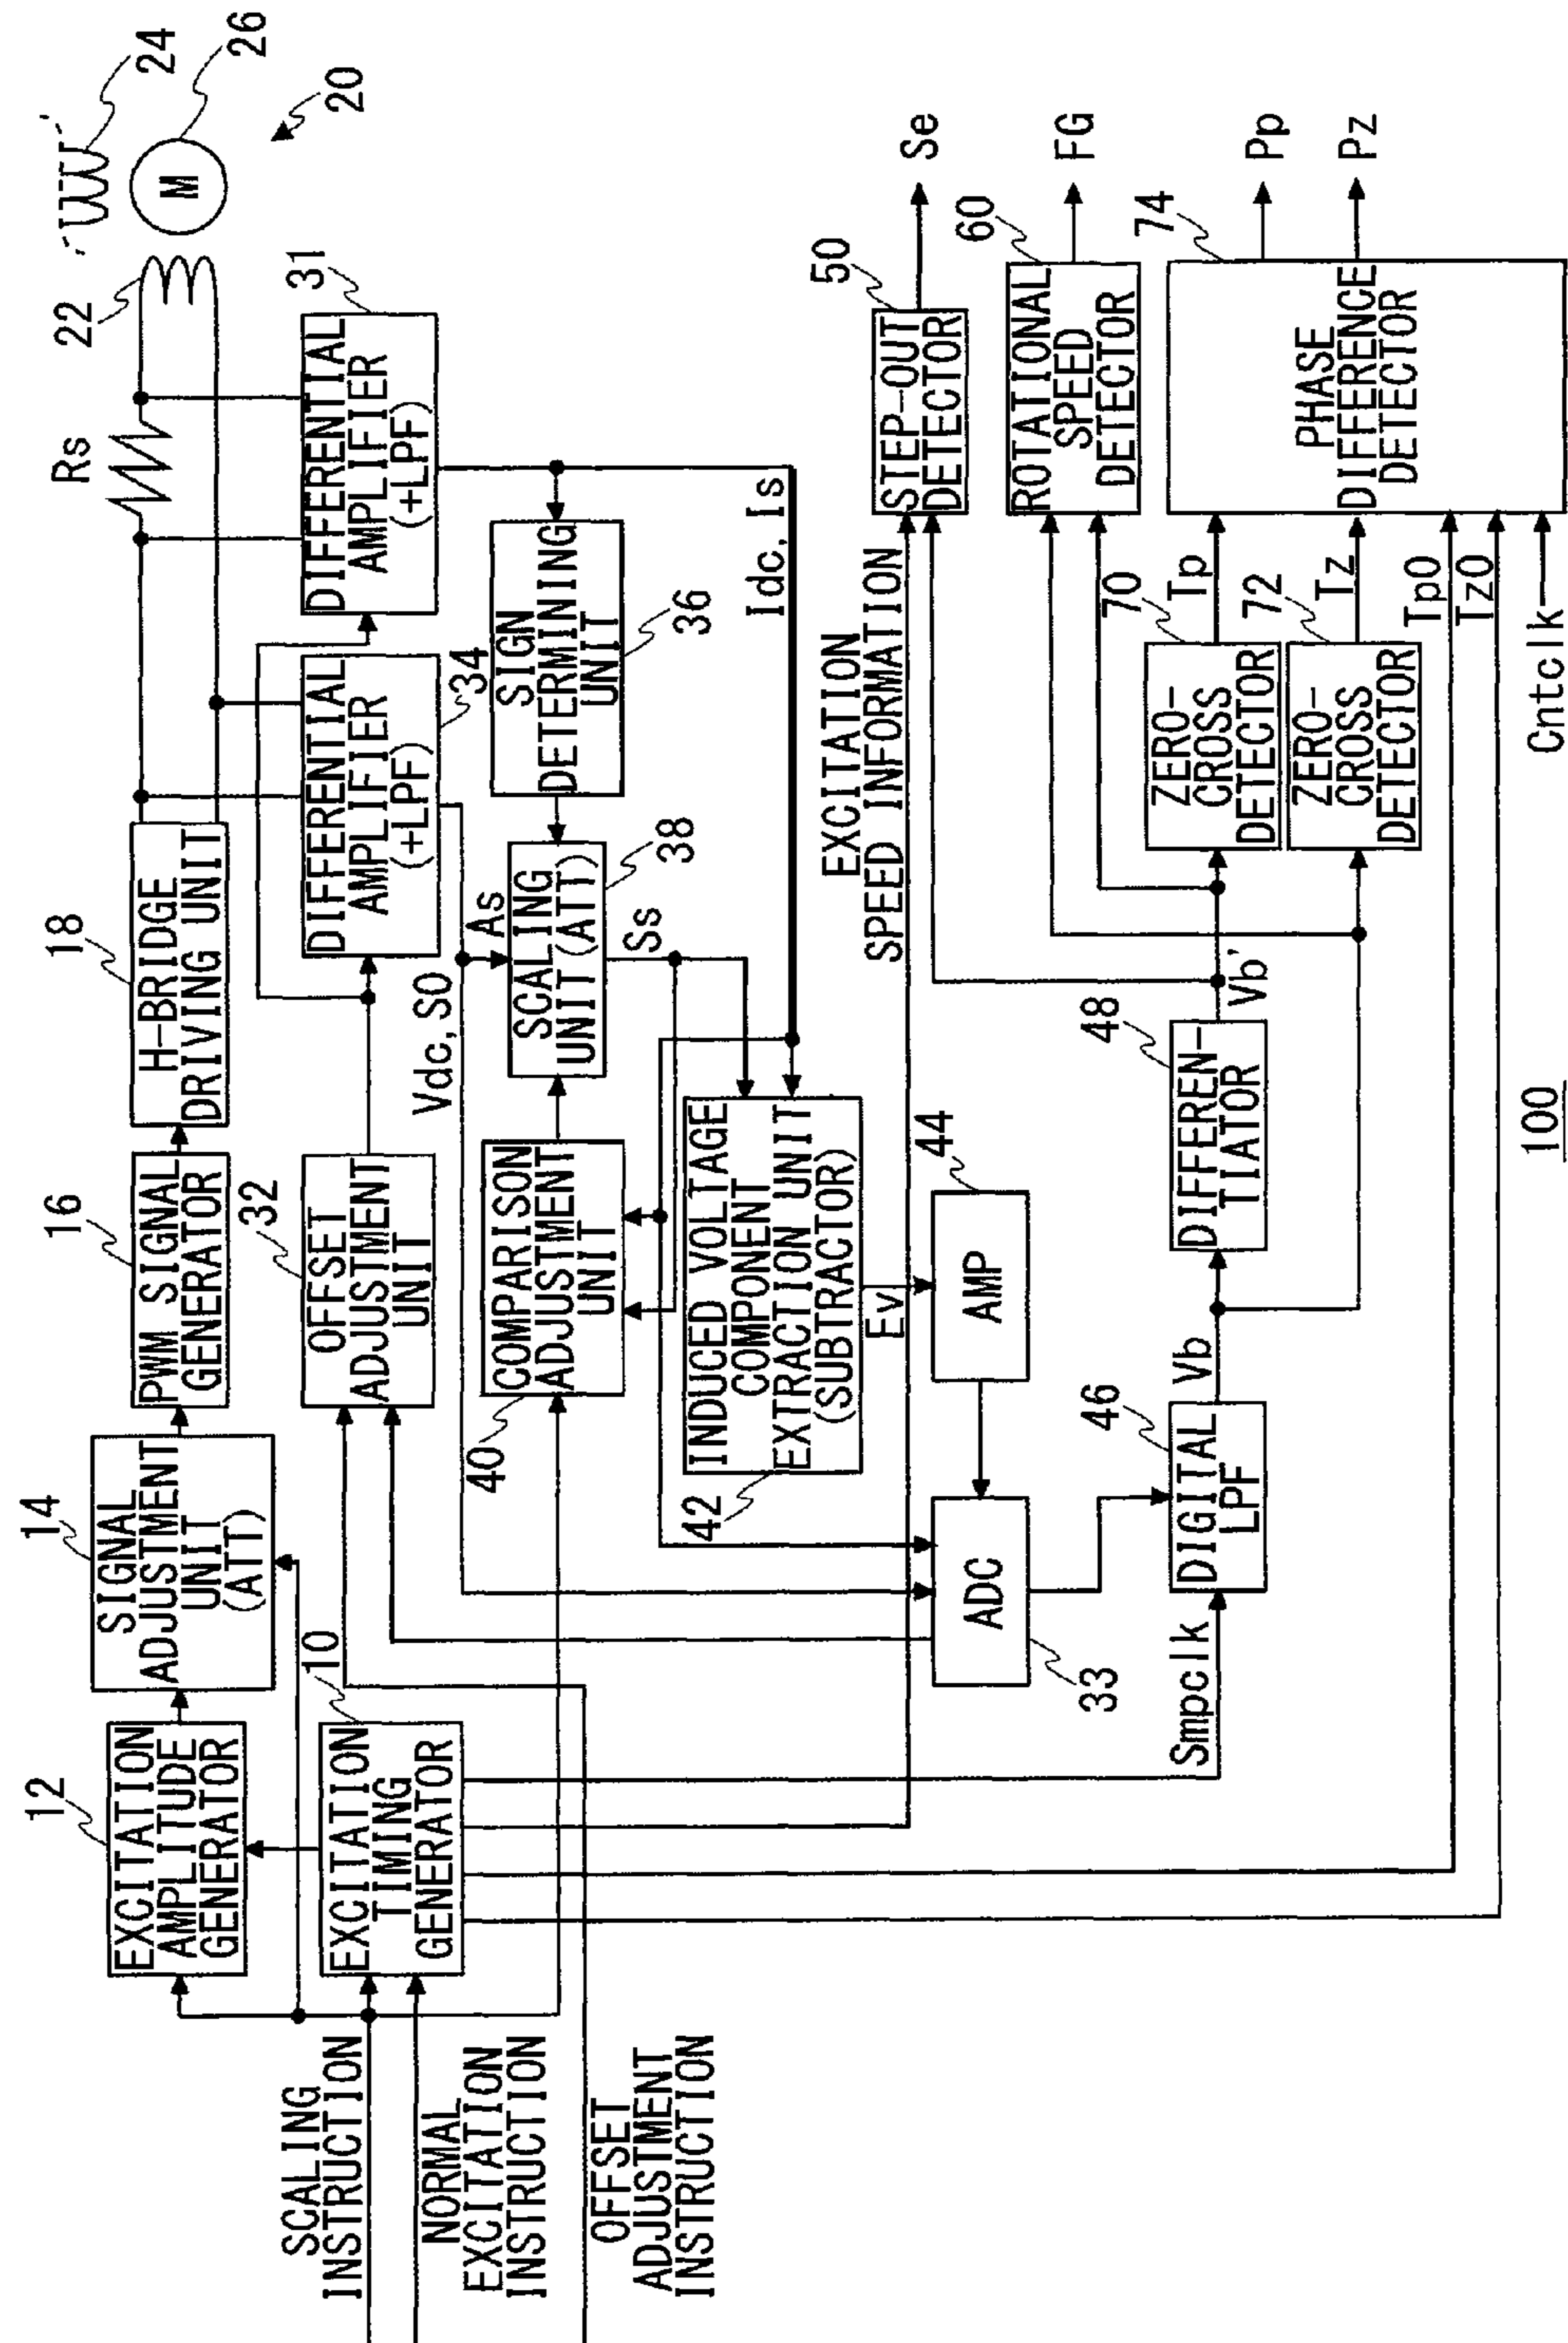 24
26
20
22
Rs
31
DIFFERENTIAL
AMPLIFIER
(+LPF)
18
H-BRIDGE
DRIVING UNIT
34
DIFFERENTIAL
AMPLIFIER
(+LPF)
16
PWM SIGNAL
GENERATOR
32
OFFSET
ADJUSTMENT
UNIT
14
SIGNAL
ADJUSTMENT
UNIT
(ATT)
12
EXCITATION
AMPLITUDE
GENERATOR
10
EXCITATION
TIMING
GENERATOR
M
SCALING
INSTRUCTION
NORMAL
EXCITATION
INSTRUCTION
OFFSET
ADJUSTMENT
INSTRUCTION
Vdc, S0
As
SIGN
DETERMINING
UNIT
36
SCALING
UNIT (ATT)
38
Ss
Idc, Is
COMPARISON
ADJUSTMENT
UNIT
40
INDUCED VOLTAGE
COMPONENT
EXTRACTION UNIT
(SUBTRACTOR)
42
Ev
44
AMP
ADC
33
EXCITATION
SPEED INFORMATION
50
STEP-OUT
DETECTOR
Se
60
ROTATIONAL
SPEED
DETECTOR
FG
Smpclk
46
DIGITAL
LPF
Vb
48
DIFFEREN-
TIATOR
Vb'
70
ZERO-
CROSS
DETECTOR
Tp
72
ZERO-
CROSS
DETECTOR
Tz
Tp0
Tz0
Cntclk
74
PHASE
DIFFERENCE
DETECTOR
Pp
Pz
100